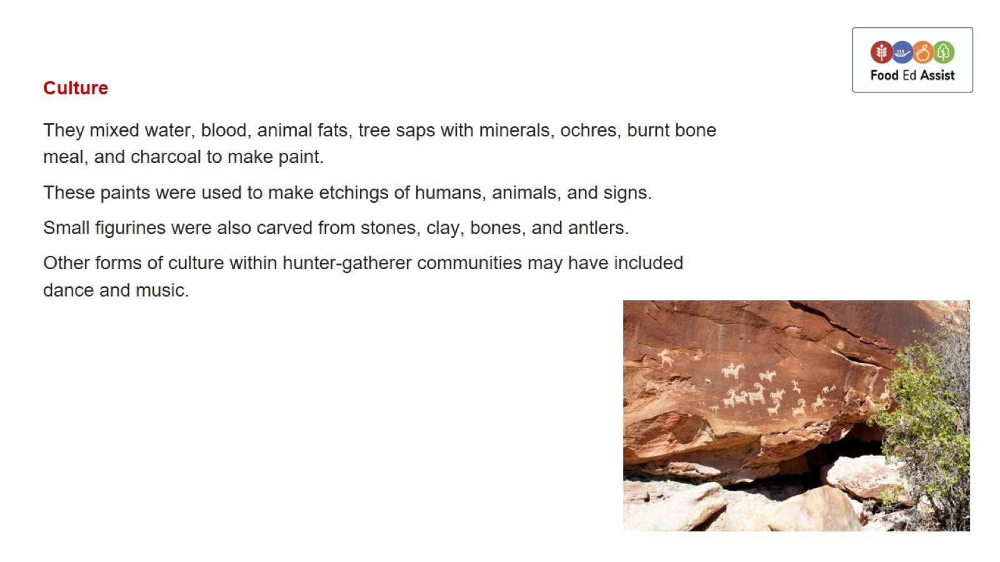 Food Ed Assist
Culture
They mixed water, blood, animal fats, tree saps with minerals, ochres, burnt bone
meal, and charcoal to make paint.
These paints were used to make etchings of humans, animals, and signs.
Small figurines were also carved from stones, clay, bones, and antlers.
Other forms of culture within hunter-gatherer communities may have included
dance and music.